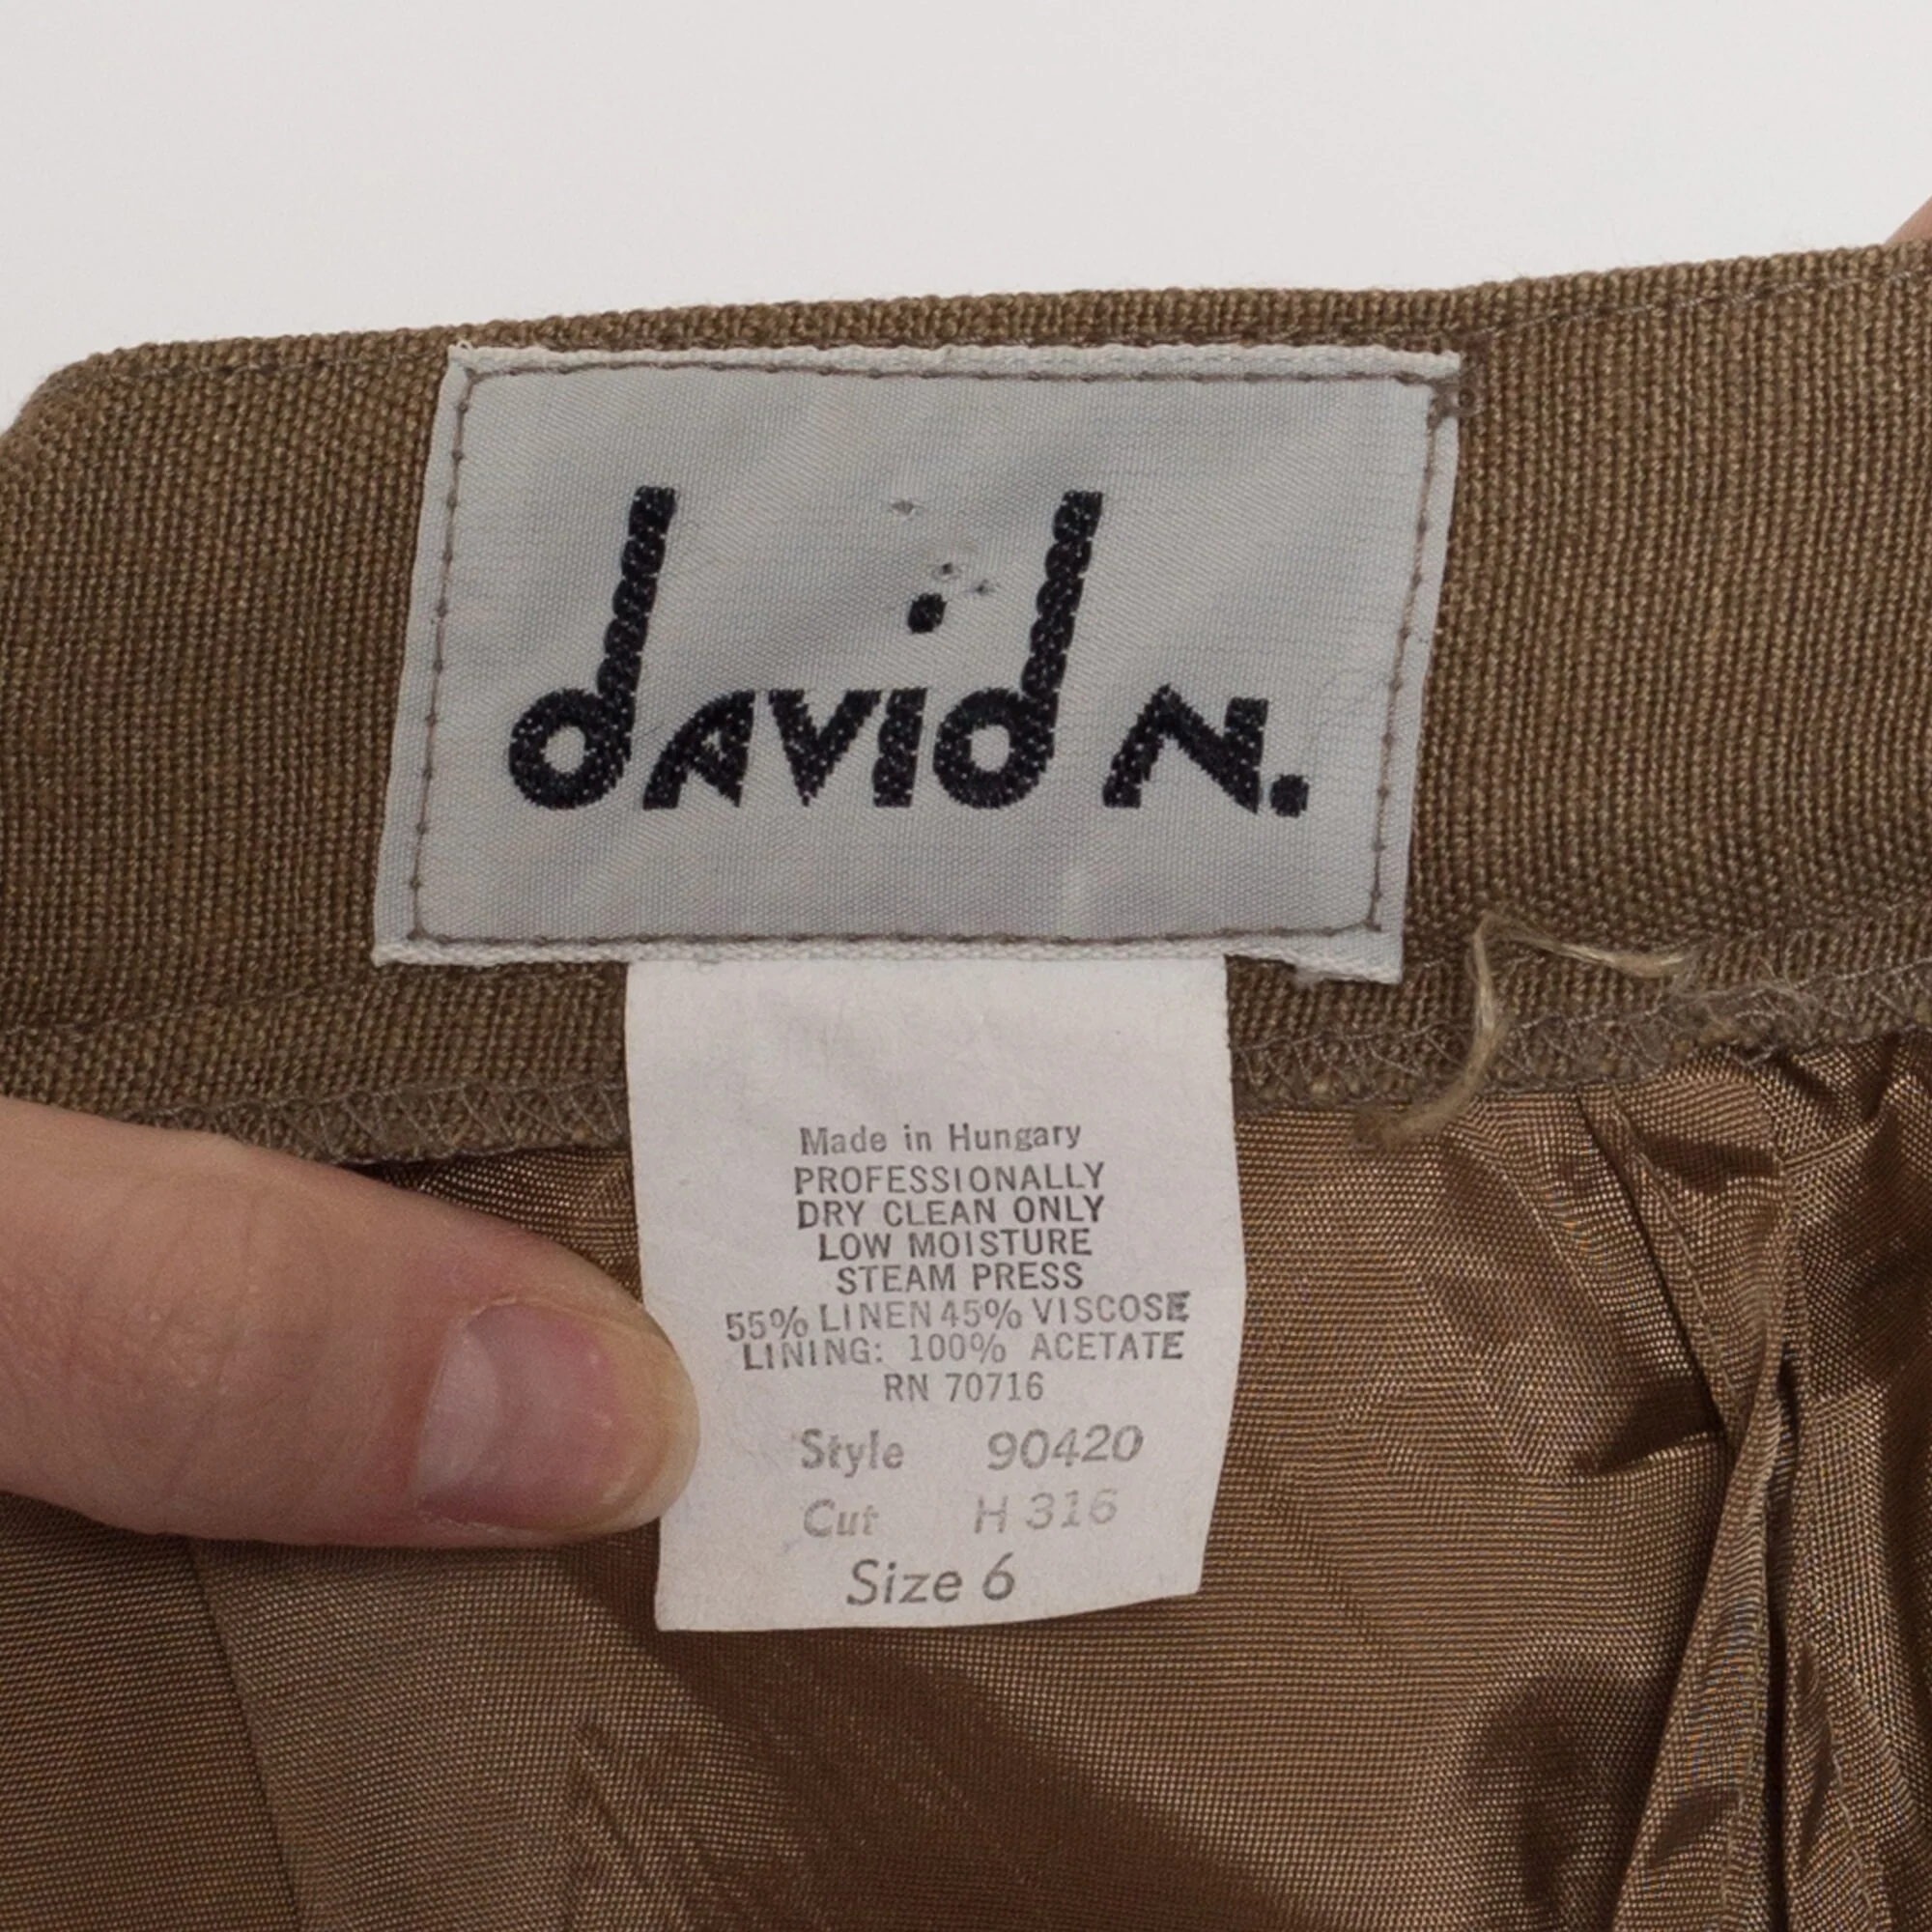 david N.
Made in Hungary
PROFESSIONALLY
DRY CLEAN ONLY
LOW MOISTURE
STEAM PRESS
55% LINEN 45% VISCOSE
LINING: 100% ACETATE
RN 70716
Style 90420
Cut H 316
Size 6